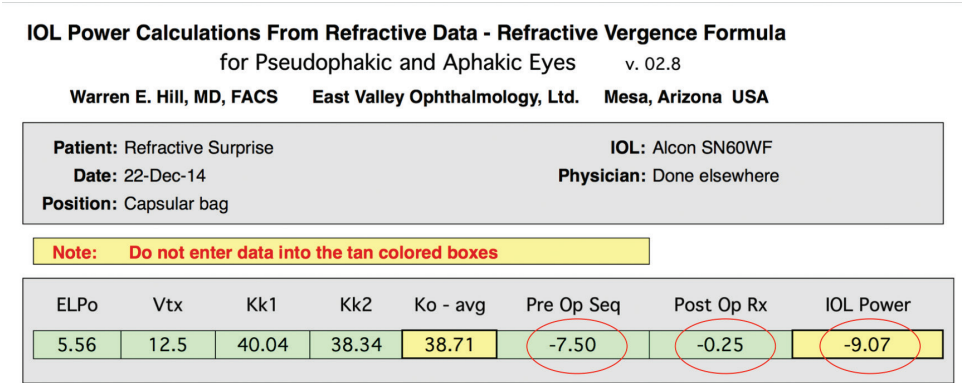 IOL Power Calculations From Refractive Data - Refractive Vergence Formula
for Pseudophakic and Aphakic Eyes v. 02.8
Warren E. Hill, MD, FACS East Valley Ophthalmology, Ltd. Mesa, Arizona USA
Patient: Refractive Surprise IOL: Alcon SN60WF
Date: 22-Dec-14 Physician: Done elsewhere
Position: Capsular bag
Note: Do not enter data into the tan colored boxes
ELPo Vtx Kk1 Kk2 Ko - avg Pre Op Seq Post Op Rx IOL Power
5.56 12.5 40.04 38.34 38.71 -7.50 -0.25 -9.07